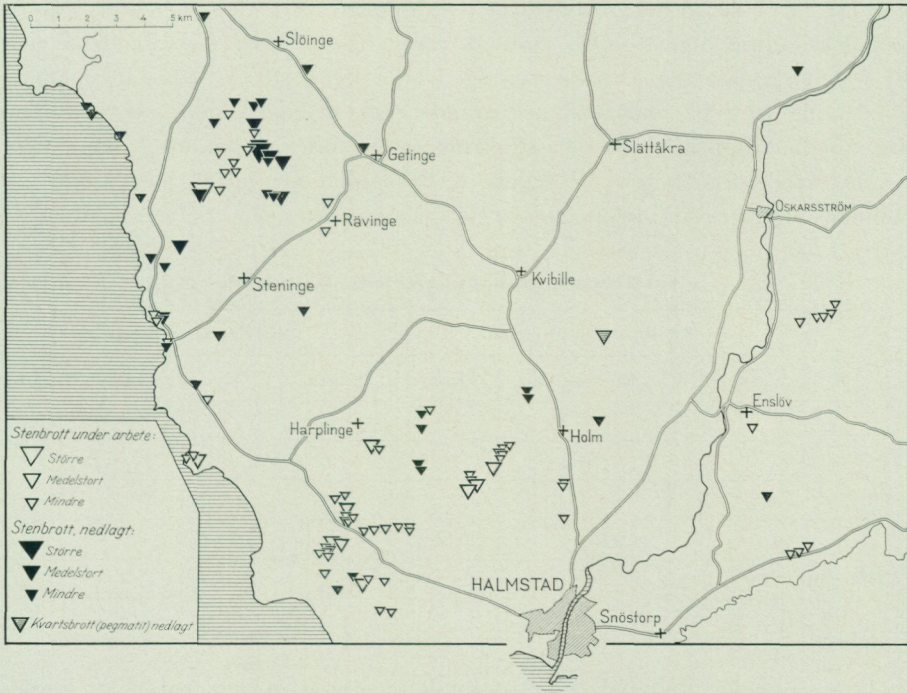 0 1 2 3 4 5 km
Slöinge
Getinge
Slättåkra
OSKARSSTRÖM
Rävinge
Kvibille
Steninge
Enslöv
Harplinge
Holm
HALMSTAD
Snöstorp
Stenbrott under arbete:
Större
Medelstort
Mindre
Stenbrott, nedlagt:
Större
Medelstort
Mindre
Kvartsbrott (pegmatit) nedlagt